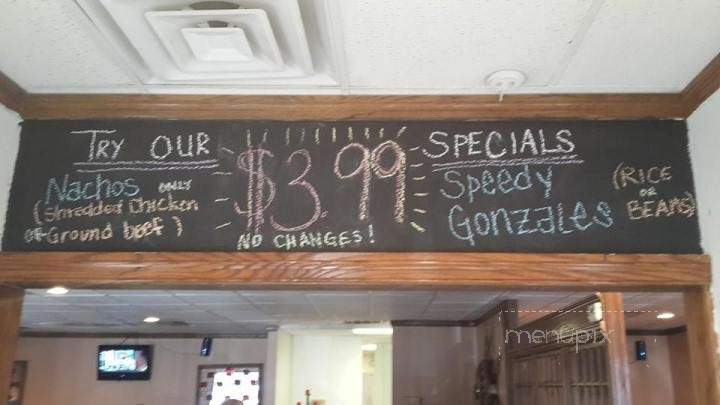 TRY OUR
Nachos ONLY
(Shredded Chicken
or Ground beef)
$3.99
NO CHANGES!
SPECIALS
Speedy
Gonzales
(RICE
or
BEANS)
menupix